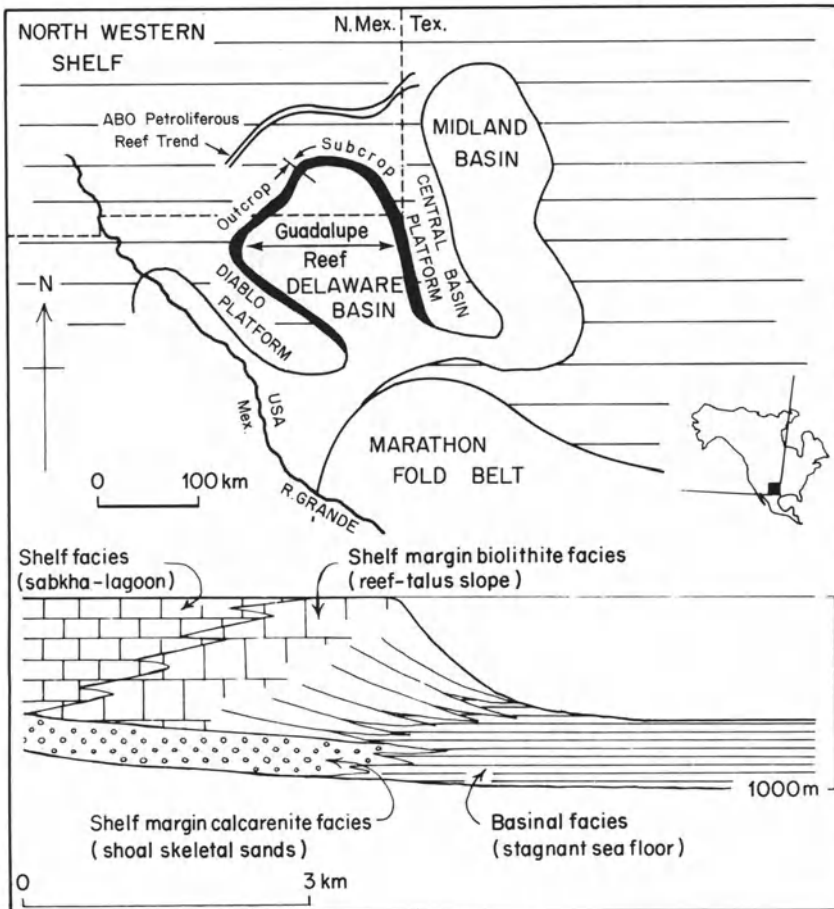 NORTH WESTERN
SHELF
N.Mex. Tex.
ABO Petroliferous
Reef Trend
MIDLAND
BASIN
Subcrop
Outcrop
CENTRAL BASIN
PLATFORM
Guadalupe
Reef
DELAWARE
BASIN
DIABLO
PLATFORM
N
USA
Mex.
MARATHON
FOLD BELT
0 100 km
R.GRANDE
Shelf facies
(sabkha-lagoon)
Shelf margin biolithite facies
(reef-talus slope)
1000m
Shelf margin calcarenite facies
(shoal skeletal sands)
Basinal facies
(stagnant sea floor)
0 3 km